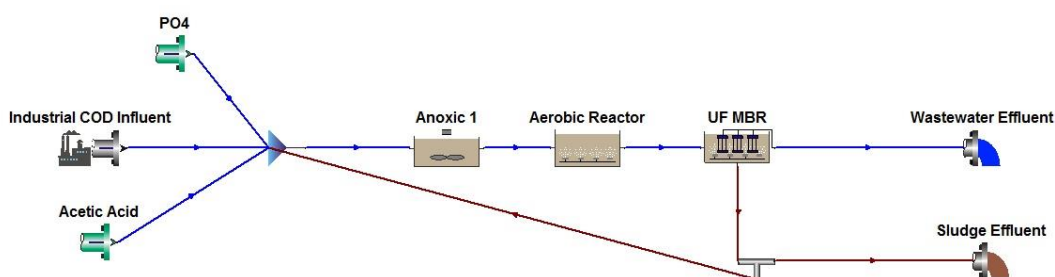 PO4
Industrial COD Influent
Anoxic 1
Aerobic Reactor
UF MBR
Wastewater Effluent
Acetic Acid
Sludge Effluent